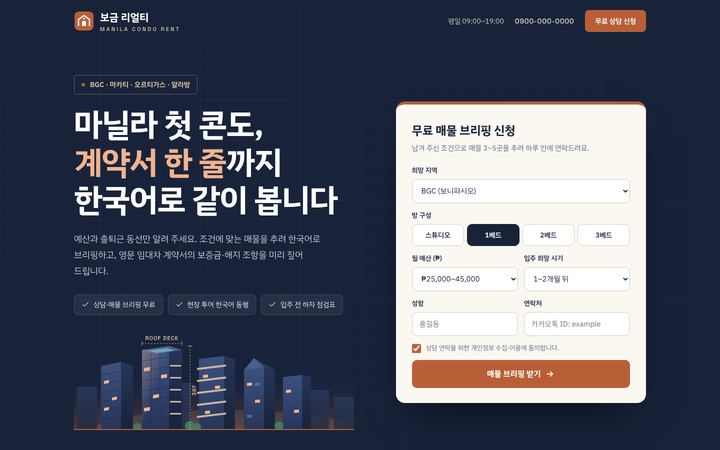 보금 리얼티
MANILA CONDO RENT
평일 09:00–19:00
0900-000-0000
무료 상담 신청
BGC · 마카티 · 오르티가스 · 알라방
마닐라 첫 콘도,
계약서 한 줄까지
한국어로 같이 봅니다
예산과 출퇴근 동선만 알려 주세요. 조건에 맞는 매물을 추려 한국어로
브리핑하고, 영문 임대차 계약서의 보증금·해지 조항을 미리 짚어
드립니다.
상담·매물 브리핑 무료
현장 투어 한국어 동행
입주 전 하자 점검표
ROOF DECK
무료 매물 브리핑 신청
남겨 주신 조건으로 매물 3~5곳을 추려 하루 안에 연락드려요.
희망 지역
BGC (보니파시오)
방 구성
스튜디오
1베드
2베드
3베드
월 예산 (₱)
입주 희망 시기
₱25,000–45,000
1–2개월 뒤
성함
연락처
홍길동
카카오톡 ID: example
상담 연락을 위한 개인정보 수집·이용에 동의합니다.
매물 브리핑 받기 →